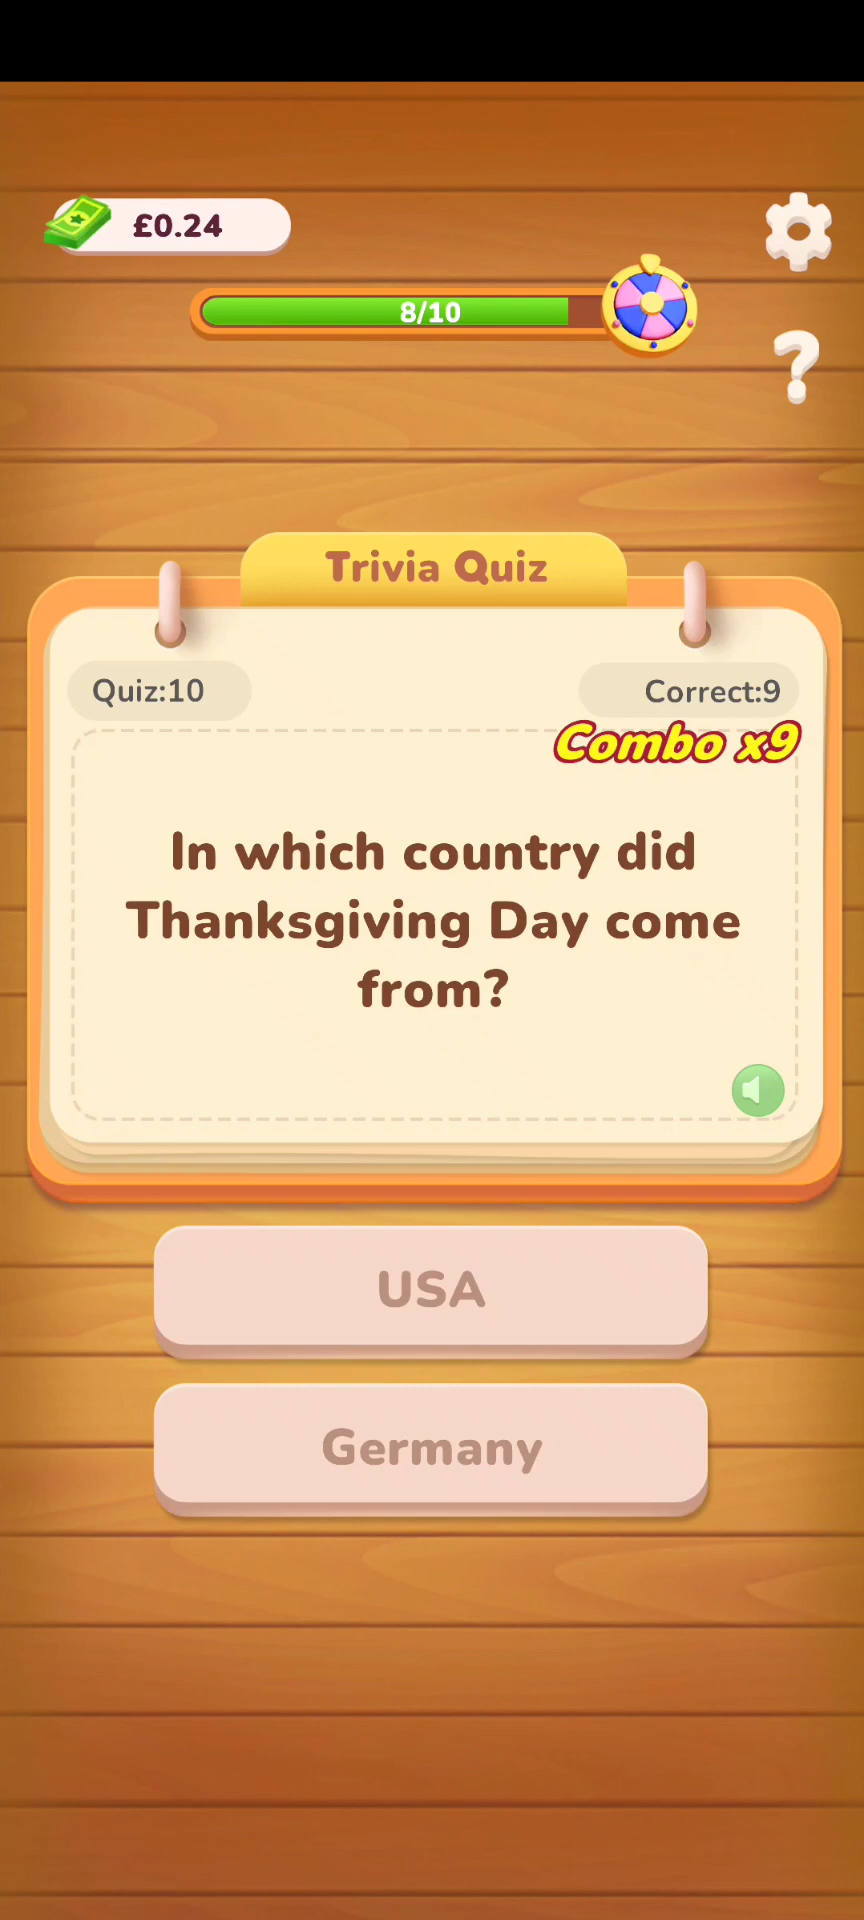 £0.24
8/10
Trivia Quiz
Quiz:10
Correct:9
Combo x9
In which country did
Thanksgiving Day come
from?
USA
Germany